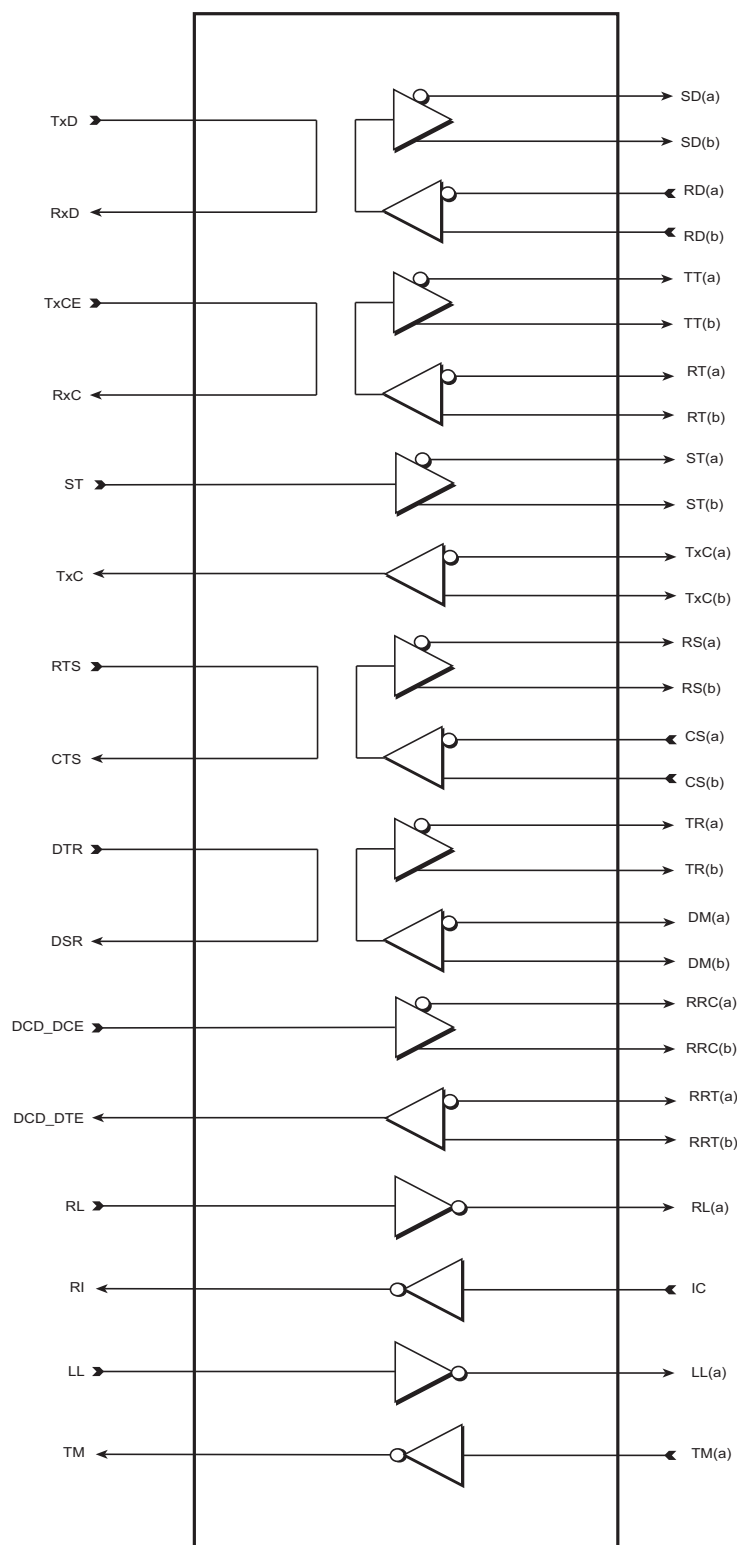 TxD
SD(a)
SD(b)
RxD
RD(a)
RD(b)
TxCE
TT(a)
TT(b)
RxC
RT(a)
RT(b)
ST
ST(a)
ST(b)
TxC
TxC(a)
TxC(b)
RTS
RS(a)
RS(b)
CTS
CS(a)
CS(b)
DTR
TR(a)
TR(b)
DSR
DM(a)
DM(b)
DCD_DCE
RRC(a)
RRC(b)
DCD_DTE
RRT(a)
RRT(b)
RL
RL(a)
RI
IC
LL
LL(a)
TM
TM(a)